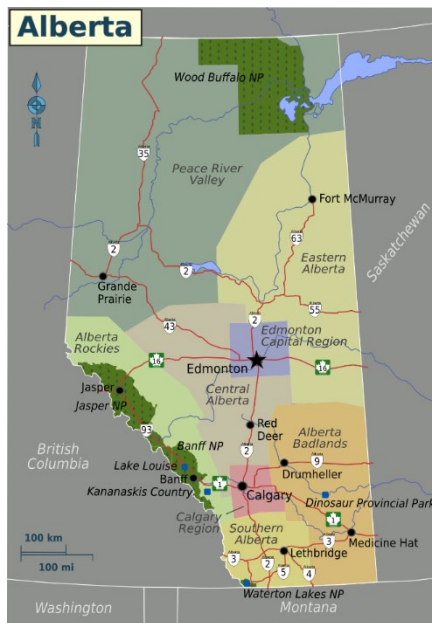 Alberta
Wood Buffalo NP
N
35
Peace River
Valley
Fort McMurray
Saskatchewan
63
2
2
Eastern
Alberta
Grande
Prairie
55
43
2
Edmonton
Capital Region
Alberta
Rockies
16
Edmonton
16
Jasper
Jasper NP
Central
Alberta
93
Red
Deer
Alberta
Badlands
British
Columbia
Banff NP
2
Lake Louise
9
Banff
Drumheller
Kananaskis Country
1
Calgary
Dinosaur Provincial Park
Calgary
Region
1
100 km
100 mi
Southern
Alberta
3
Medicine Hat
Lethbridge
3
2
5
4
Waterton Lakes NP
Washington
Montana